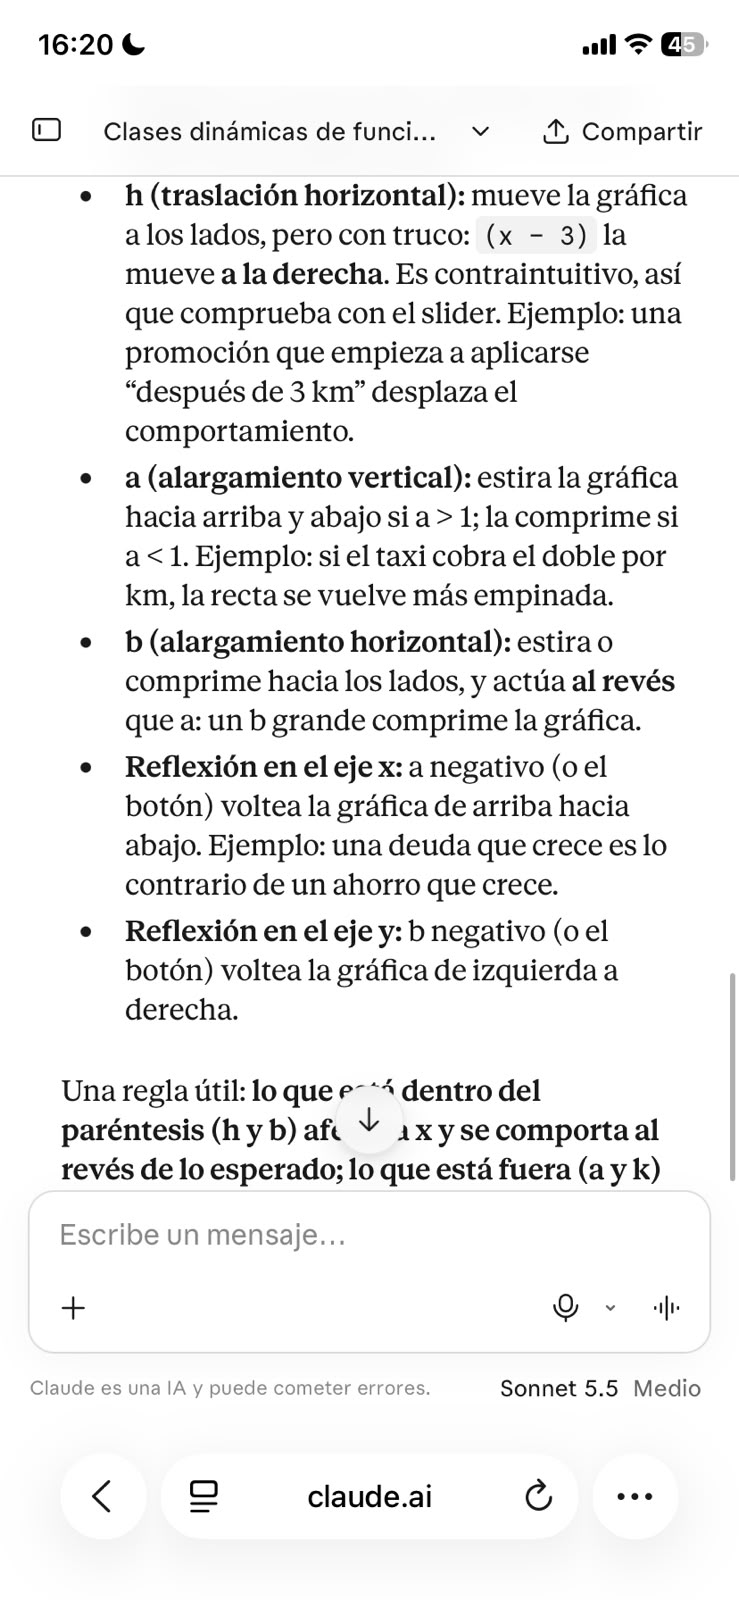 16:20
45
Clases dinámicas de funci...
Compartir
• h (traslación horizontal): mueve la gráfica
a los lados, pero con truco: (x - 3) la
mueve a la derecha. Es contraintuitivo, así
que comprueba con el slider. Ejemplo: una
promoción que empieza a aplicarse
“después de 3 km” desplaza el
comportamiento.
• a (alargamiento vertical): estira la gráfica
hacia arriba y abajo si a > 1; la comprime si
a < 1. Ejemplo: si el taxi cobra el doble por
km, la recta se vuelve más empinada.
• b (alargamiento horizontal): estira o
comprime hacia los lados, y actúa al revés
que a: un b grande comprime la gráfica.
• Reflexión en el eje x: a negativo (o el
botón) voltea la gráfica de arriba hacia
abajo. Ejemplo: una deuda que crece es lo
contrario de un ahorro que crece.
• Reflexión en el eje y: b negativo (o el
botón) voltea la gráfica de izquierda a
derecha.
Una regla útil: lo que está dentro del
paréntesis (h y b) x y se comporta al
revés de lo esperado; lo que está fuera (a y k)
Escribe un mensaje...
Claude es una IA y puede cometer errores.
Sonnet 5.5 Medio
claude.ai